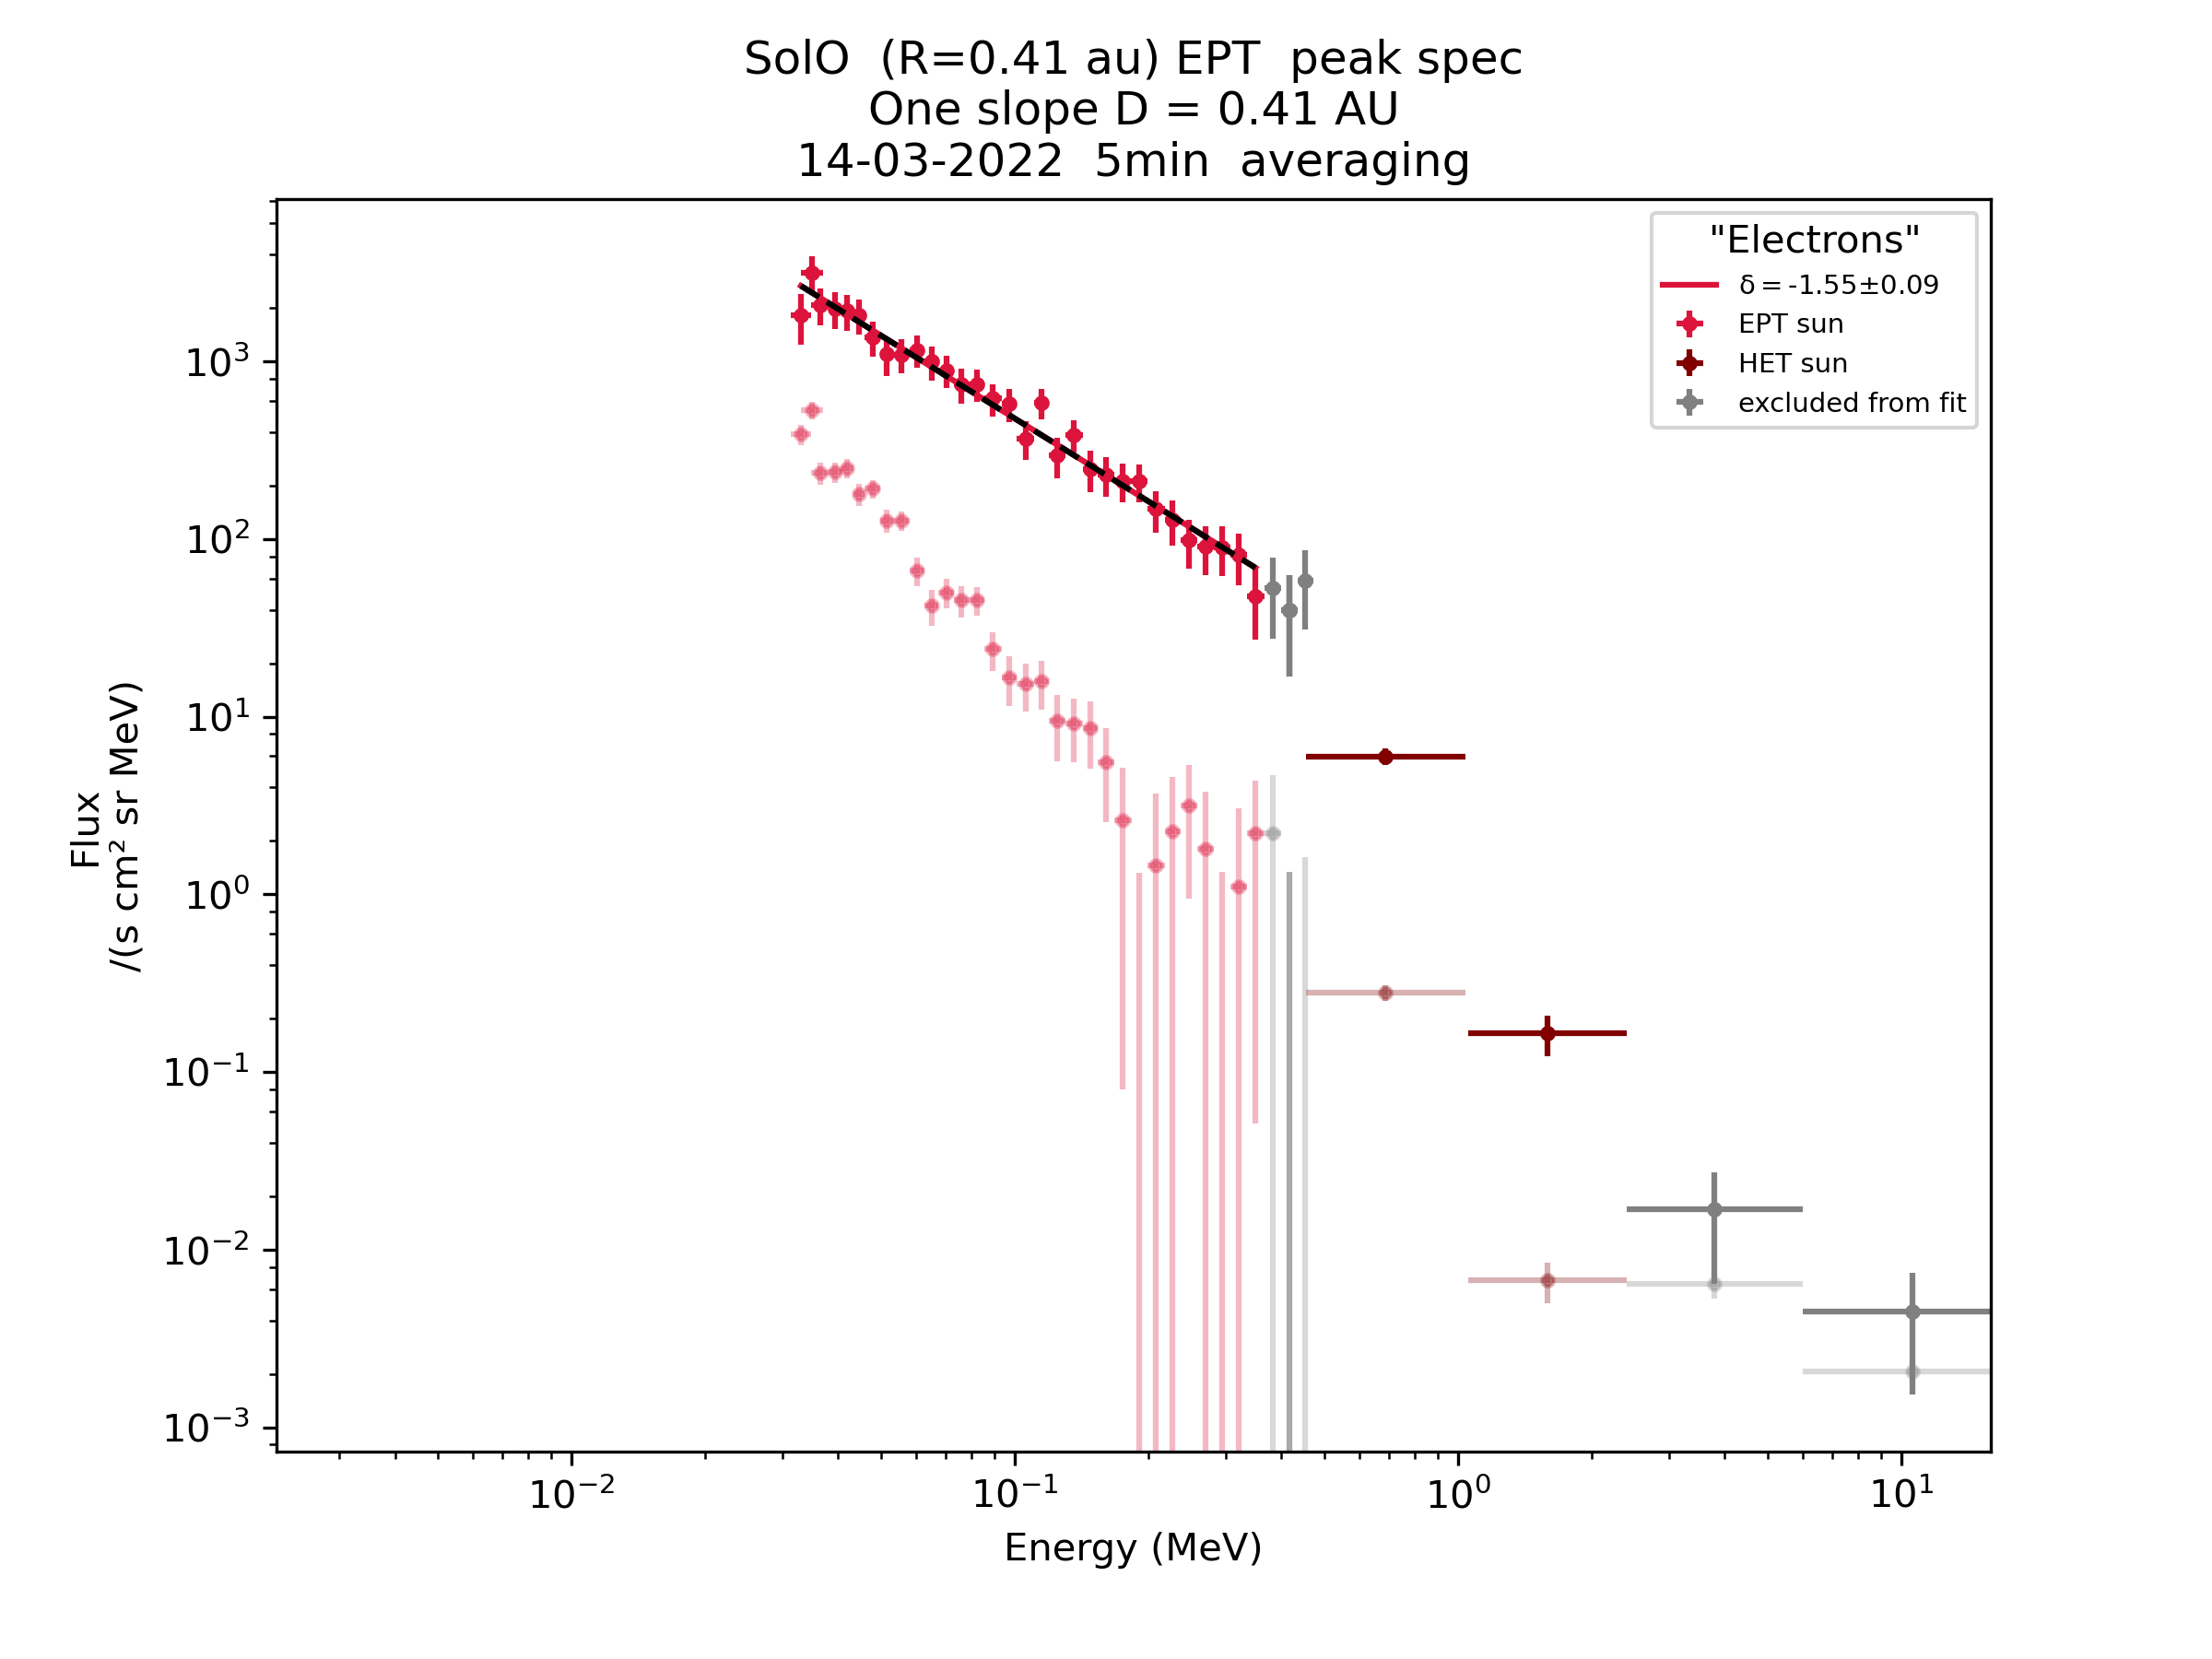 SolO (R=0.41 au) EPT peak spec
One slope D = 0.41 AU
14-03-2022 5min averaging
"Electrons"
δ = -1.55±0.09
EPT sun
HET sun
excluded from fit
Flux
/(s cm² sr MeV)
10³
10²
10¹
10⁰
10⁻¹
10⁻²
10⁻³
10⁻² 10⁻¹ 10⁰ 10¹
Energy (MeV)